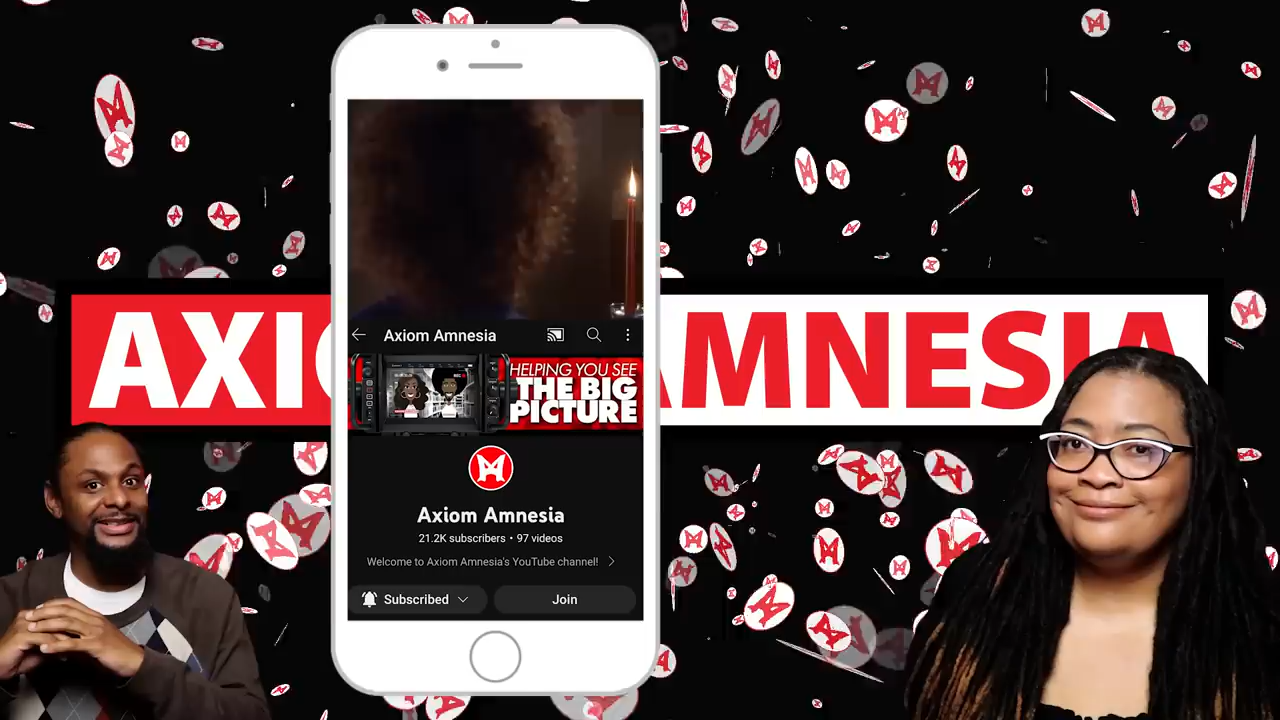 AXIO
AMNESIA
Axiom Amnesia
HELPING YOU SEE
THE BIG
PICTURE
Axiom Amnesia
21.2K subscribers • 97 videos
Welcome to Axiom Amnesia's YouTube channel!
Subscribed
Join